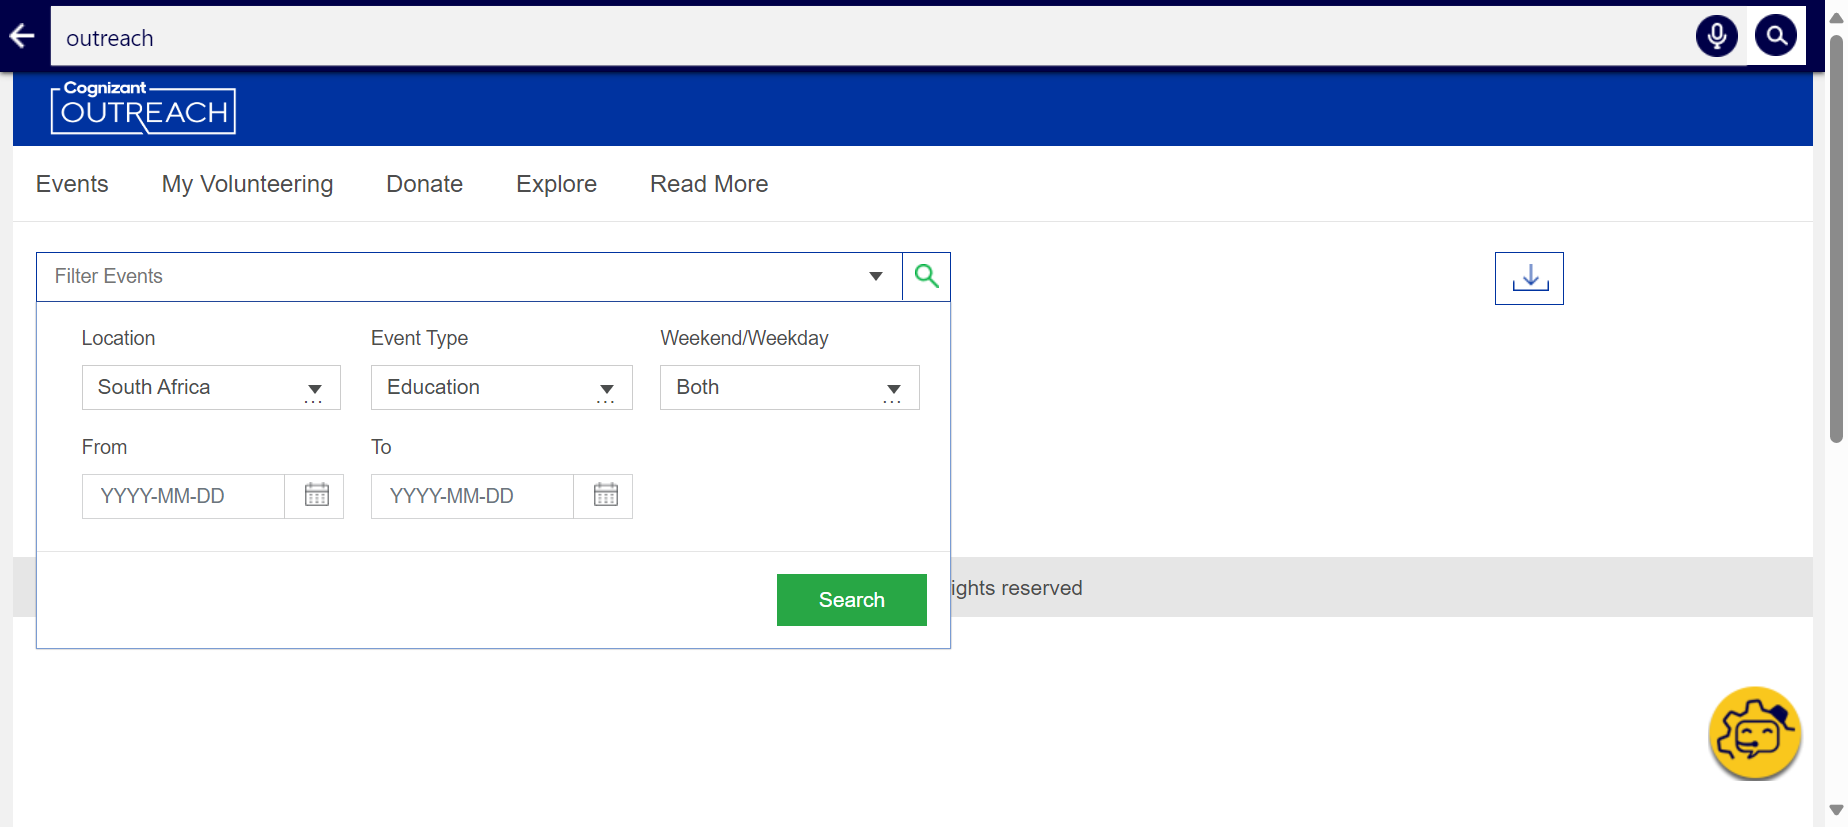 outreach
Cognizant
OUTREACH
Events My Volunteering Donate Explore Read More
Filter Events
Location Event Type Weekend/Weekday
South Africa Education Both
From To
YYYY-MM-DD YYYY-MM-DD
ights reserved
Search